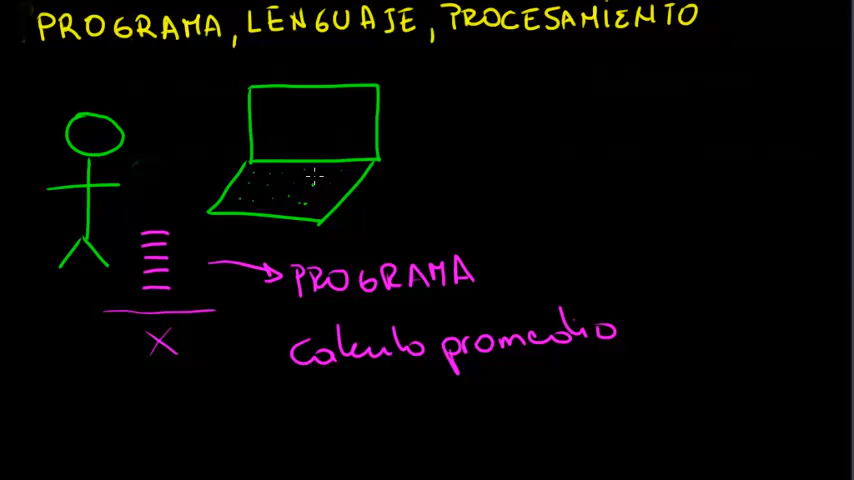 PROGRAMA, LENGUAJE, PROCESAMIENTO
PROGRAMA
X
Calculo promedio